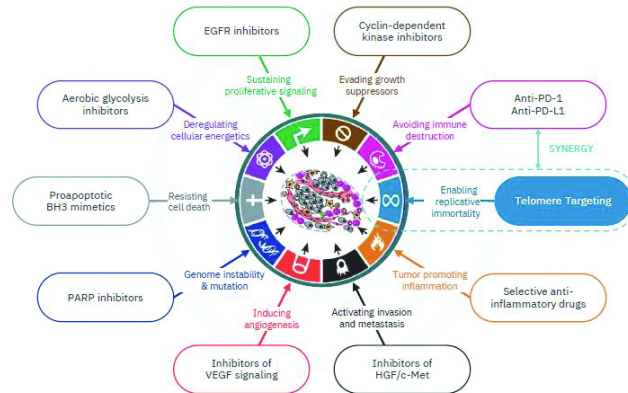 EGFR inhibitors
Cyclin-dependent
kinase inhibitors
Sustaining
proliferative signaling
Evading growth
suppressors
Aerobic glycolysis
inhibitors
Anti-PD-1
Anti-PD-L1
Deregulating
cellular energetics
Avoiding immune
destruction
SYNERGY
Proapoptotic
BH3 mimetics
Resisting
cell death
Enabling
replicative
immortality
Telomere Targeting
PARP inhibitors
Genome instability
& mutation
Tumor promoting
inflammation
Selective anti-
inflammatory drugs
Inducing
angiogenesis
Activating invasion
and metastasis
Inhibitors of
VEGF signaling
Inhibitors of
HGF/c-Met